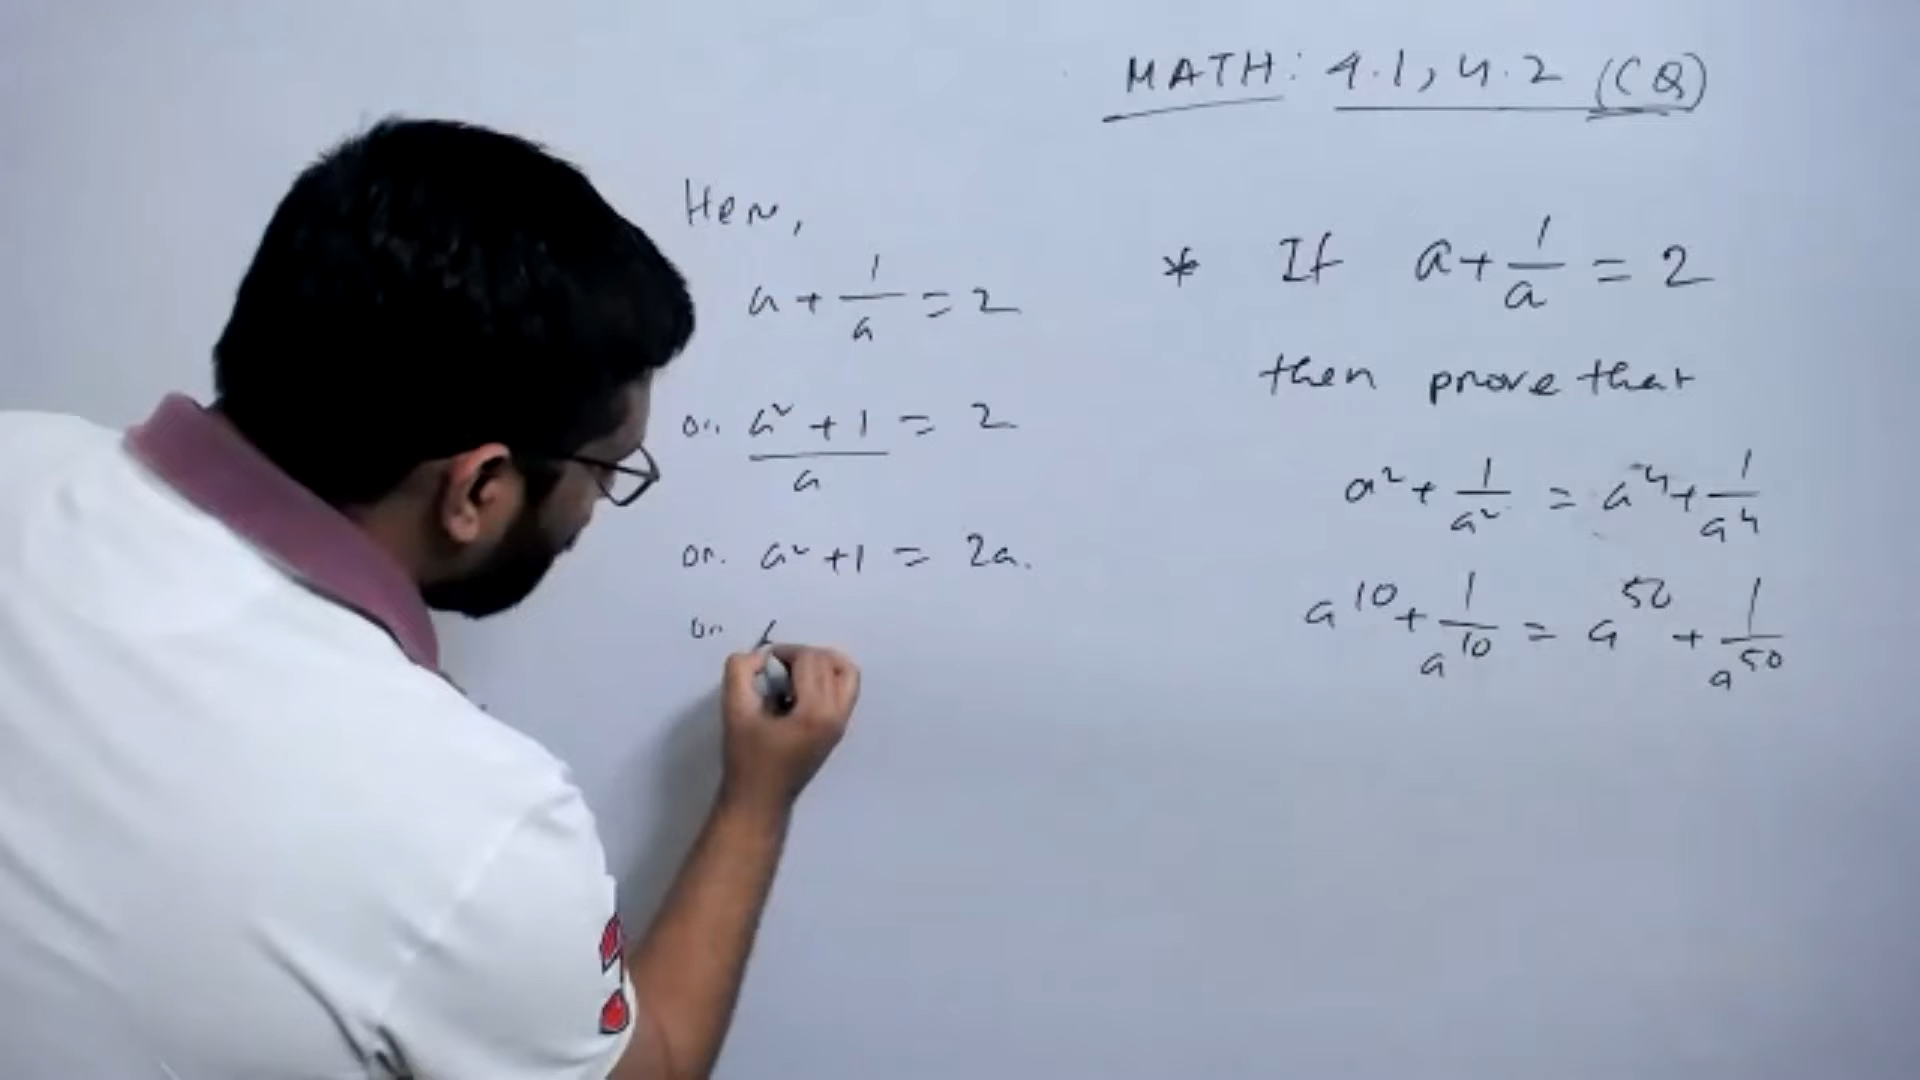 MATH: 4.1, 4.2 (CQ)
* If a + 1/a = 2
then prove that
a² + 1/a² = a⁴ + 1/a⁴
a¹⁰ + 1/a¹⁰ = a⁵⁰ + 1/a⁵⁰
Here,
a + 1/a = 2
or. (a² + 1)/a = 2
or. a² + 1 = 2a.
or